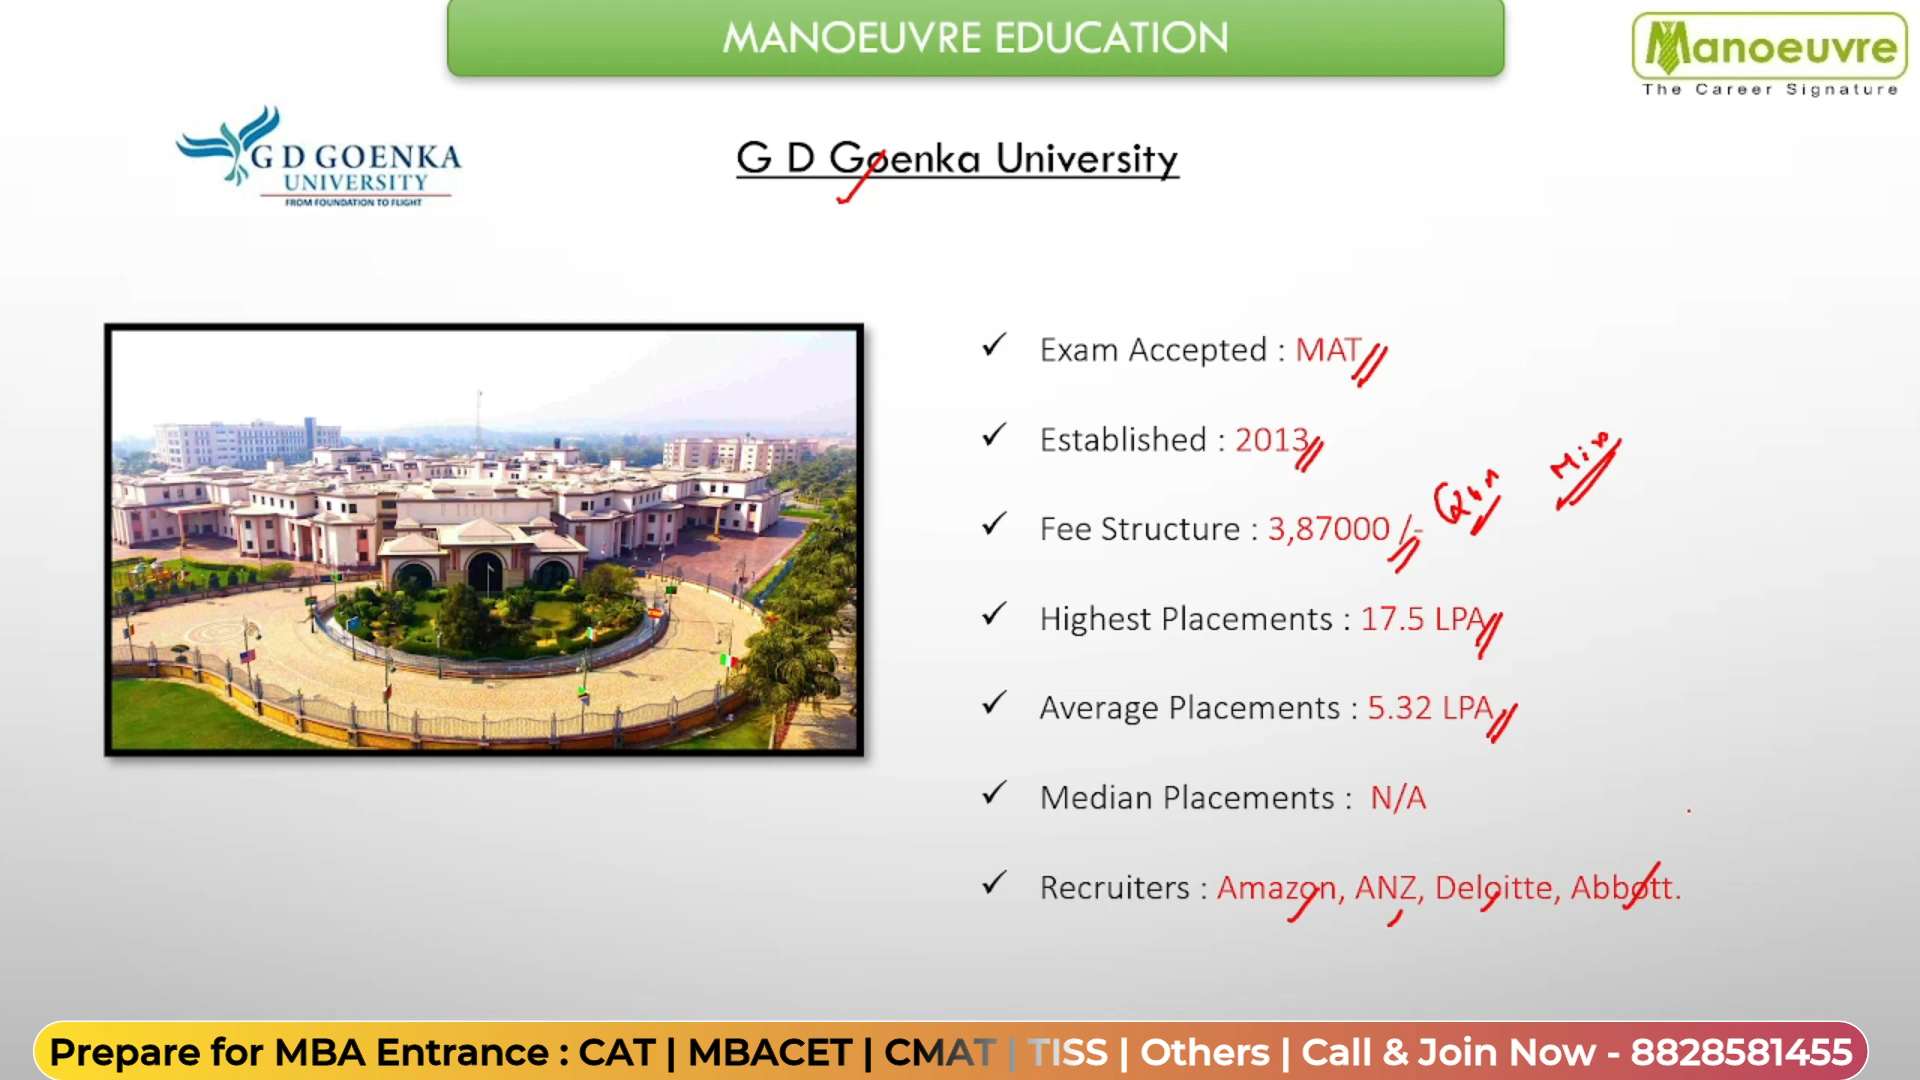 MANOEUVRE EDUCATION
Manoeuvre
The Career Signature
G D GOENKA
UNIVERSITY
FROM FOUNDATION TO FLIGHT
G D Goenka University
Exam Accepted : MAT
Established : 2013
Fee Structure : 3,87000 /-
Highest Placements : 17.5 LPA
Average Placements : 5.32 LPA
Median Placements : N/A
Recruiters : Amazon, ANZ, Deloitte, Abbott.
Prepare for MBA Entrance : CAT | MBACET | CMAT | TISS | Others | Call & Join Now - 8828581455